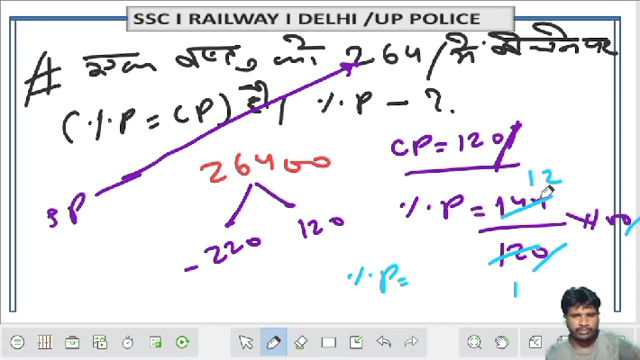 SSC I RAILWAY I DELHI /UP POLICE
# एक वस्तु को 264/ में बेचने पर
(%P = CP) है / %P - ?
SP
26400
-220 120
CP = 120/
%P = 144
120
12
1
%P =